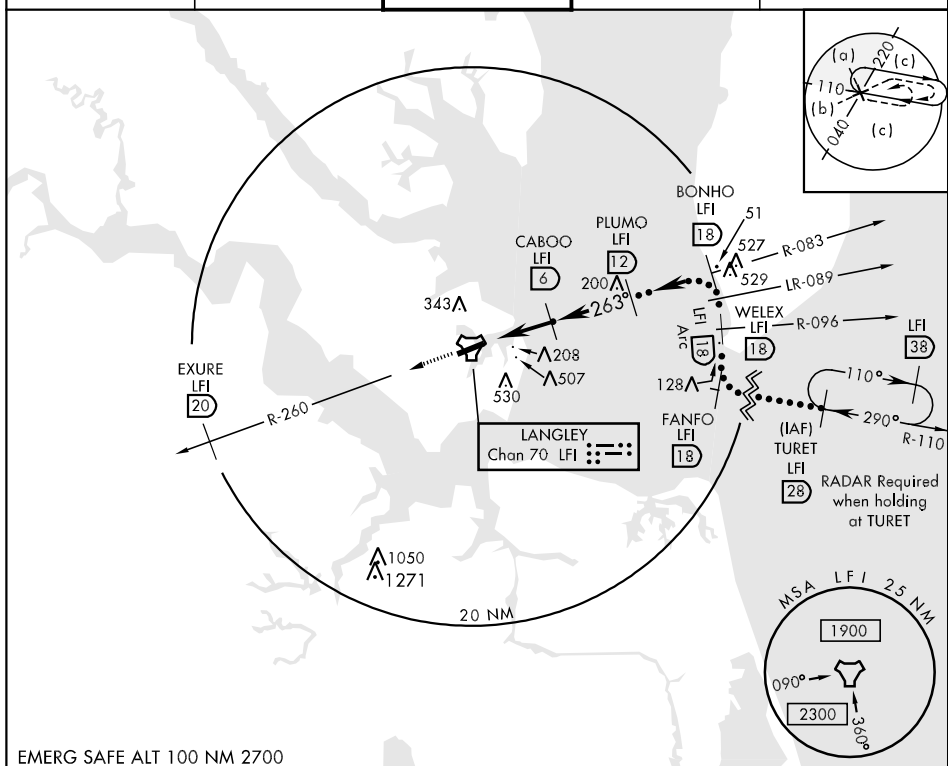 (a)
220
(c)
110
(b)
040
(c)
BONHO
LFI
18
51
527
529
R-083
PLUMO
LFI
12
200
CABOO
LFI
6
263°
LR-089
343
WELEX
LFI
18
R-096
LFI
Arc
18
LFI
38
208
507
530
128
110°
290°
R-110
EXURE
LFI
20
R-260
FANFO
LFI
18
(IAF)
TURET
LFI
28
LANGLEY
Chan 70 LFI
RADAR Required
when holding
at TURET
1050
1271
20 NM
MSA LFI 25 NM
1900
090°
2300
360°
EMERG SAFE ALT 100 NM 2700